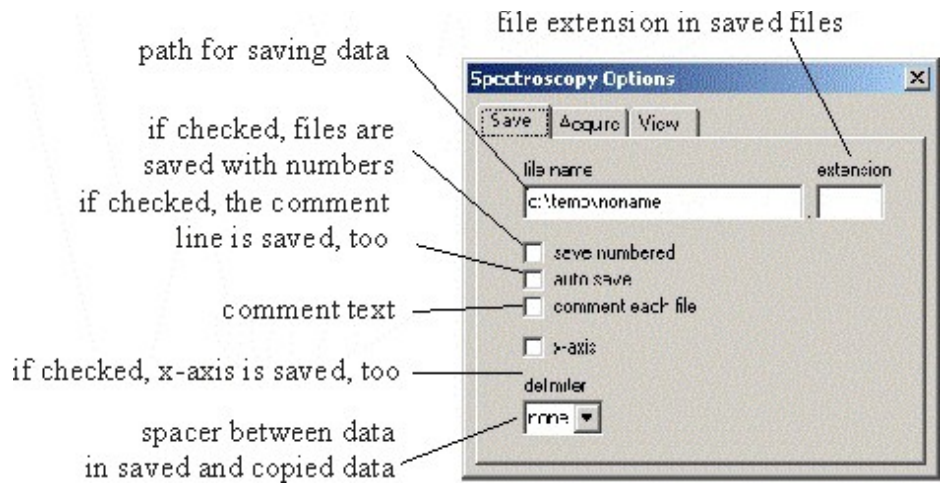 file extension in saved files
path for saving data
Spectroscopy Options
if checked, files are
saved with numbers
Save Acquire View
file name extension
c:\temp\noname .
if checked, the comment
line is saved, too
save numbered
auto save
comment text
comment each file
x-axis
if checked, x-axis is saved, too
delimiter
none
spacer between data
in saved and copied data